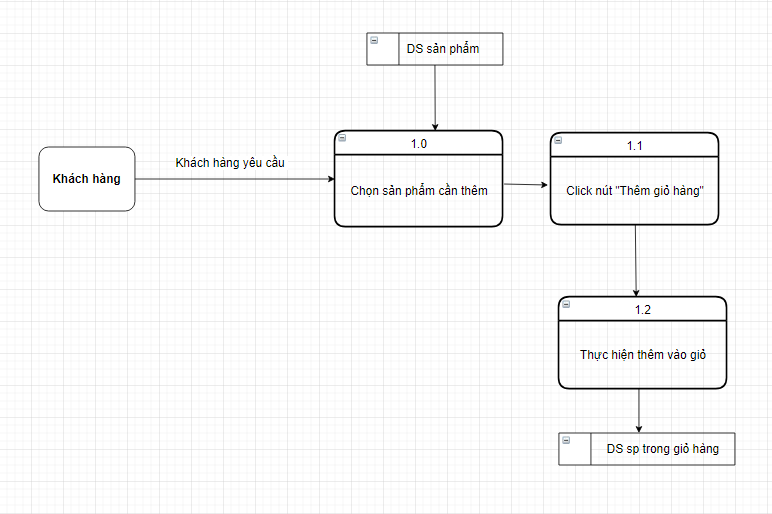 DS sản phẩm
1.0
1.1
Khách hàng yêu cầu
Khách hàng
Chọn sản phẩm cần thêm
Click nút "Thêm giỏ hàng"
1.2
Thực hiện thêm vào giỏ
DS sp trong giỏ hàng